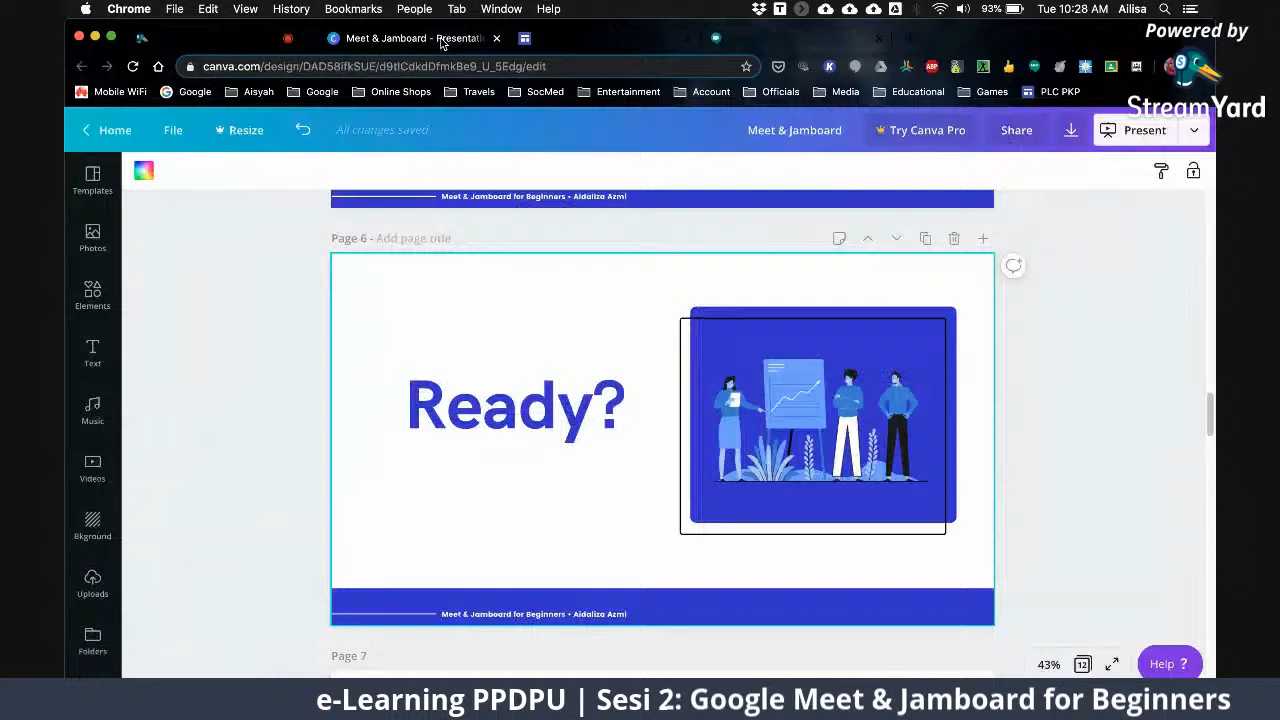 Chrome File Edit View History Bookmarks People Tab Window Help 93% Tue 10:28 AM Ailisa
Powered by
StreamYard
Meet & Jamboard - Presentati
canva.com/design/DAD58ifkSUE/d9tlCdkdDfmkBe9_U_5Edg/edit
Mobile WiFi Google Aisyah Google Online Shops Travels SocMed Entertainment Account Officials Media Educational Games PLC PKP
Home File Resize All changes saved Meet & Jamboard Try Canva Pro Share Present
Templates
Photos
Elements
Text
Music
Videos
Bkground
Uploads
Folders
Meet & Jamboard for Beginners • Aidaliza Azmi
Page 6 - Add page title
Ready?
Meet & Jamboard for Beginners • Aidaliza Azmi
Page 7
43% 12 Help ?
e-Learning PPDPU | Sesi 2: Google Meet & Jamboard for Beginners